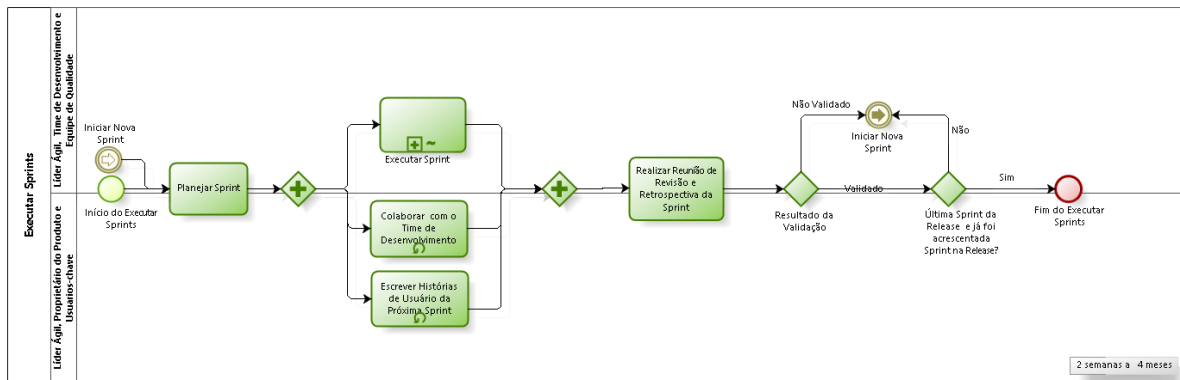 Executar Sprints
Líder Ágil, Time de Desenvolvimento e
Equipe de Qualidade
Líder Ágil, Proprietário do Produto e
Usuarios-chave
Iniciar Nova
Sprint
Início do Executar
Sprints
Planejar Sprint
Executar Sprint
Colaborar com o
Time de
Desenvolvimento
Escrever Histórias
de Usuário da
Próxima Sprint
Realizar Reunião de
Revisão e
Retrospectiva da
Sprint
Não Validado
Resultado da
Validação
Validado
Iniciar Nova
Sprint
Não
Última Sprint da
Release e já foi
acrescentada
Sprint na Release?
Sim
Fim do Executar
Sprints
2 semanas a 4 meses